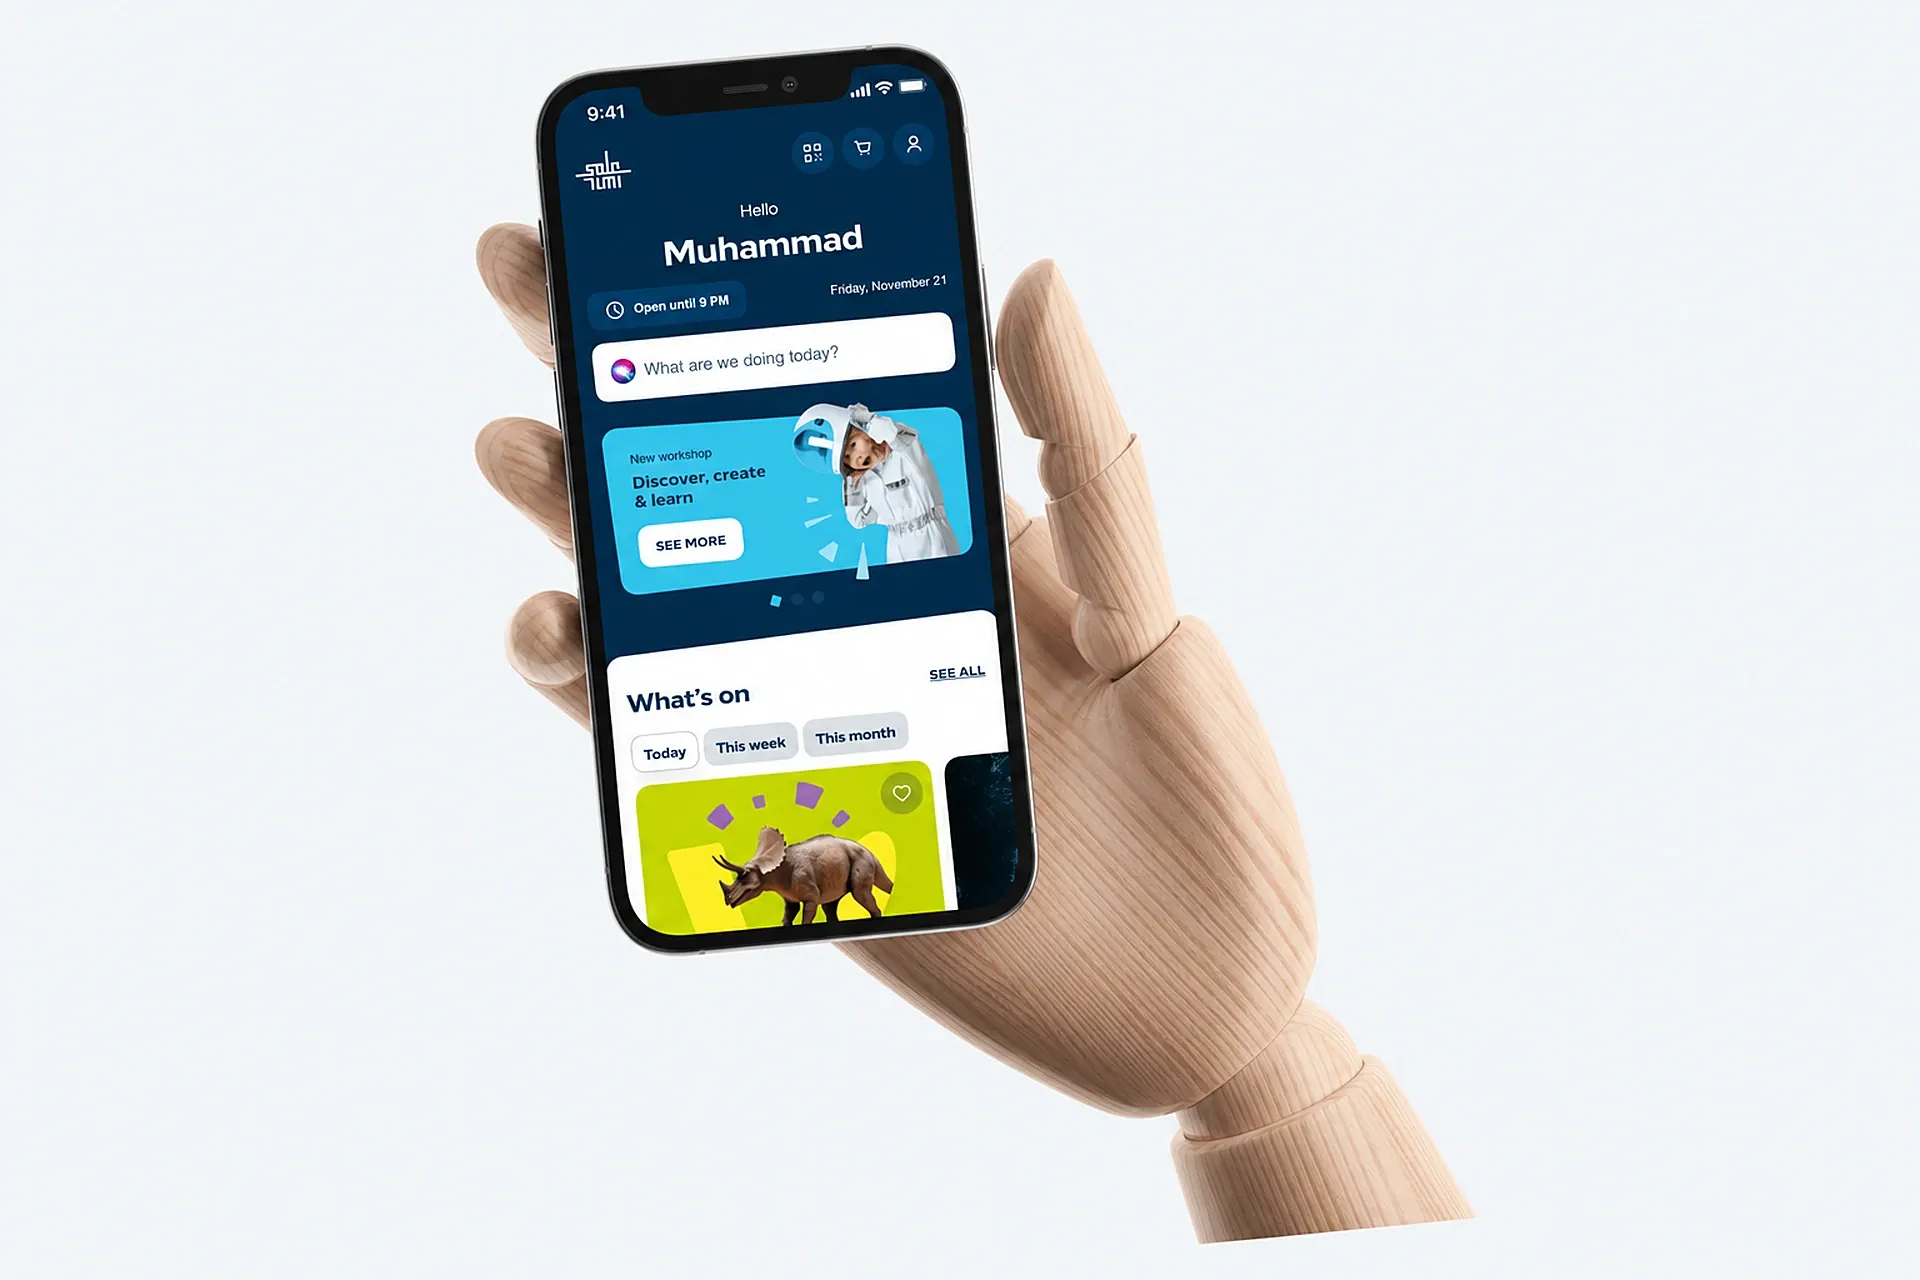 9:41
Hello
Muhammad
Open until 9 PM
Friday, November 21
What are we doing today?
New workshop
Discover, create
& learn
SEE MORE
What's on
SEE ALL
Today
This week
This month